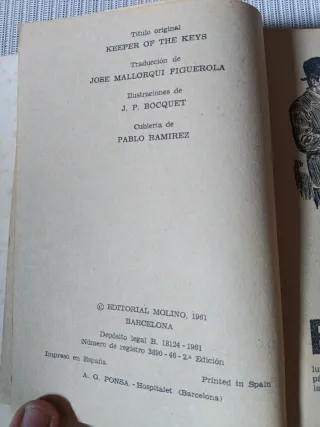 Título original
KEEPER OF THE KEYS
Traducción de
JOSE MALLORQUI FIGUEROLA
Ilustraciones de
J. P. BOCQUET
Cubierta de
PABLO RAMIREZ
© EDITORIAL MOLINO, 1961
BARCELONA
Depósito legal B. 18124 - 1961
Número de registro 3490 - 46 - 2.ª Edición
Impreso en España Printed in Spain
A. G. PONSA - Hospitalet (Barcelona)